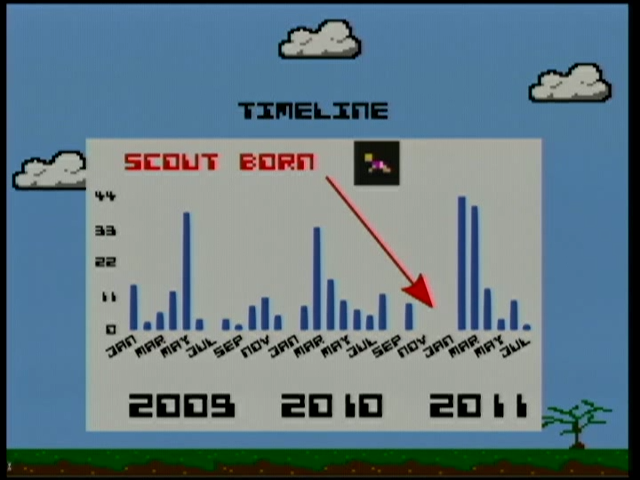 TIMELINE
SCOUT BORN
44
33
22
11
0
JAN MAR MAY JUL SEP NOV JAN MAR MAY JUL SEP NOV JAN MAR MAY JUL
2009 2010 2011